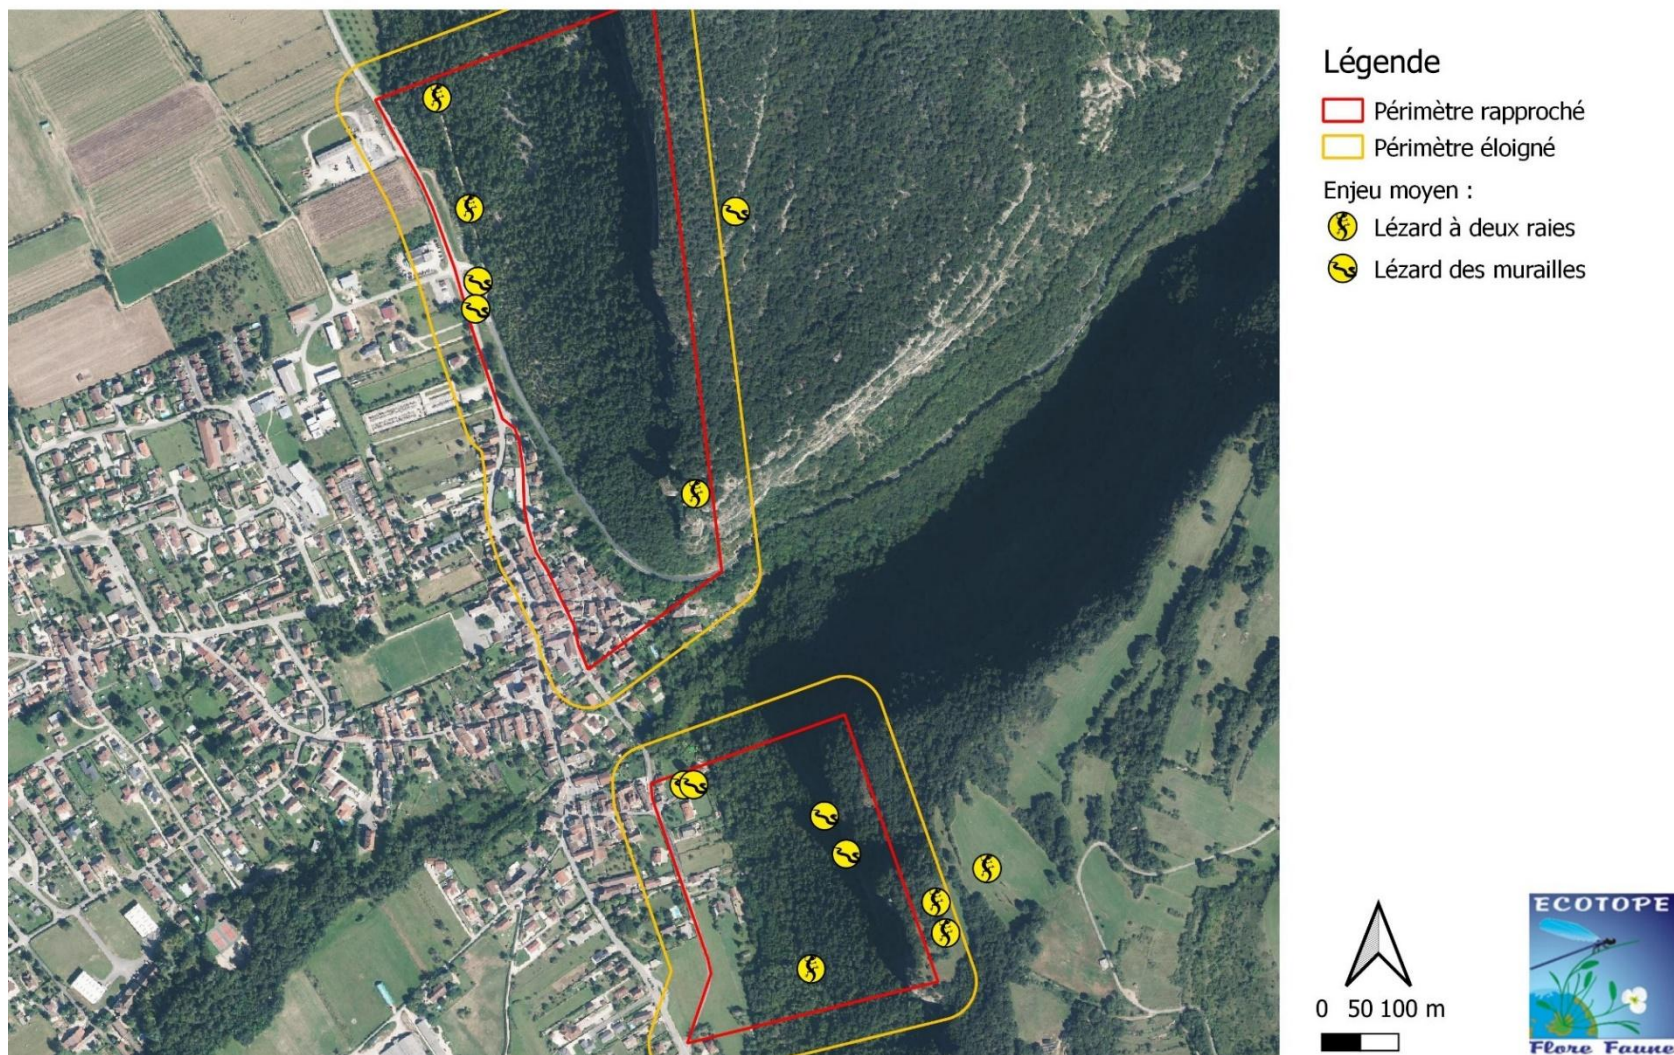 Légende
Périmètre rapproché
Périmètre éloigné
Enjeu moyen :
Lézard à deux raies
Lézard des murailles
0 50 100 m
ECOTOPE
Flore Faune